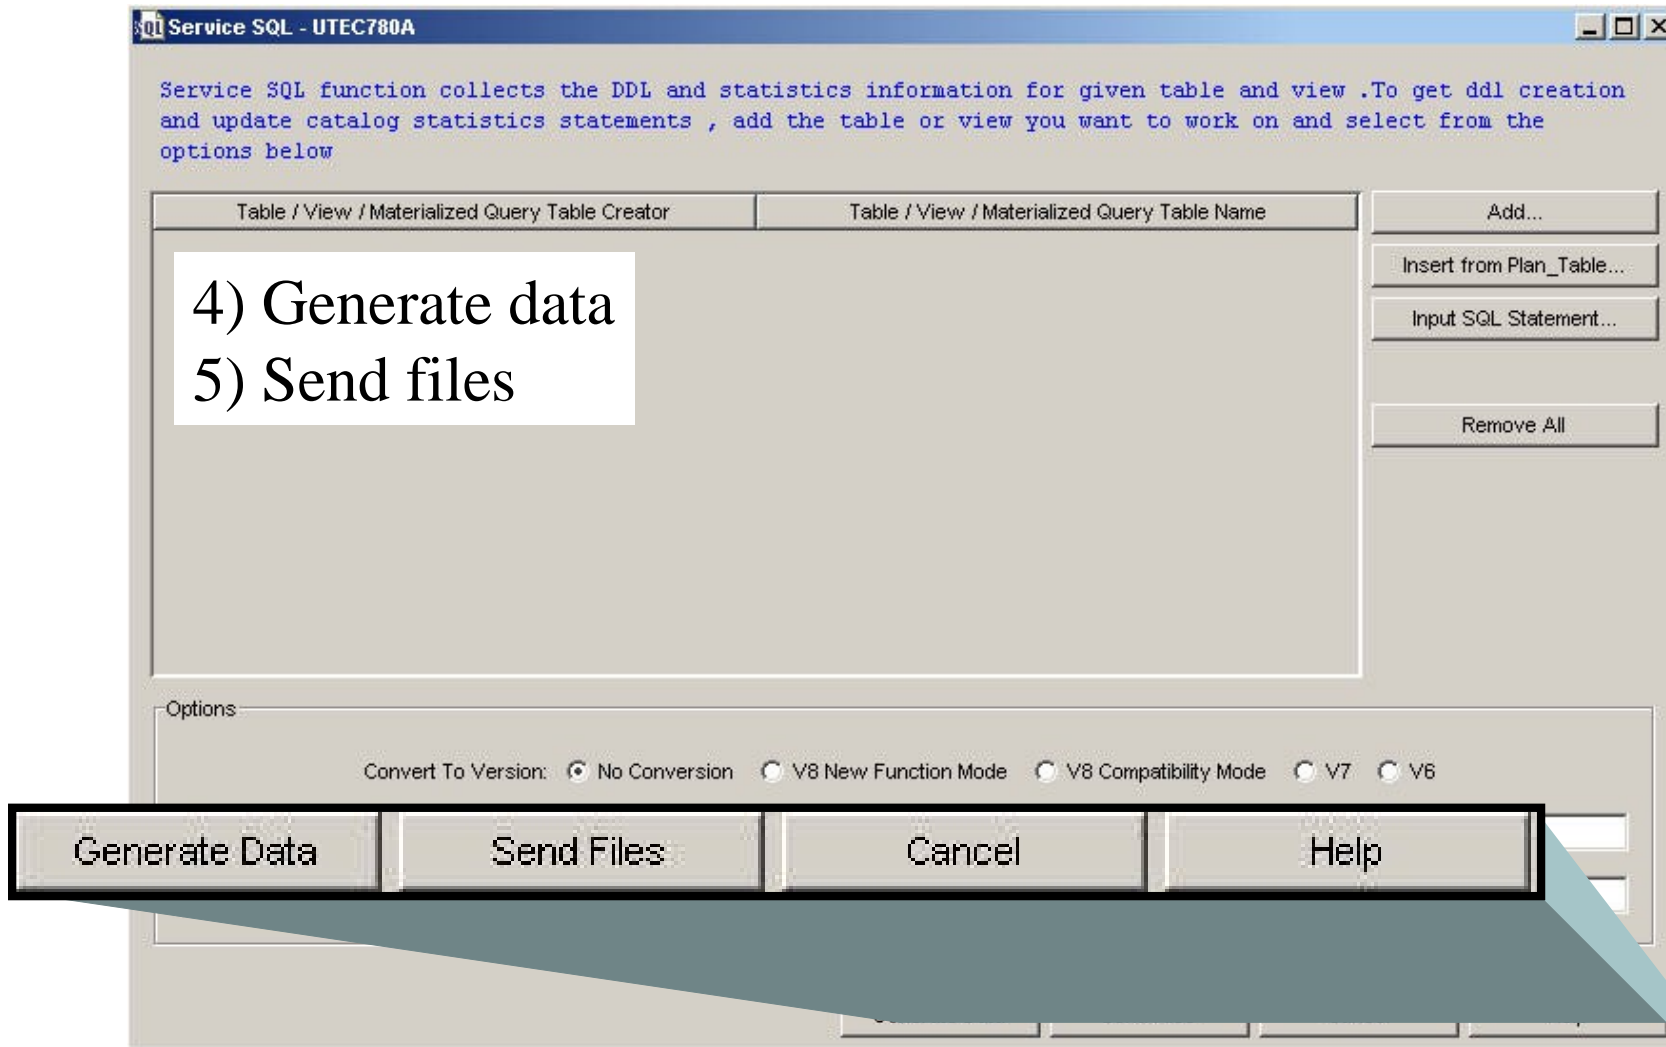 Service SQL - UTEC780A
Service SQL function collects the DDL and statistics information for given table and view .To get ddl creation
and update catalog statistics statements , add the table or view you want to work on and select from the
options below
Table / View / Materialized Query Table Creator
Table / View / Materialized Query Table Name
Add...
Insert from Plan_Table...
Input SQL Statement...
Remove All
4) Generate data
5) Send files
Options
Convert To Version: No Conversion V8 New Function Mode V8 Compatibility Mode V7 V6
Generate Data Send Files Cancel Help